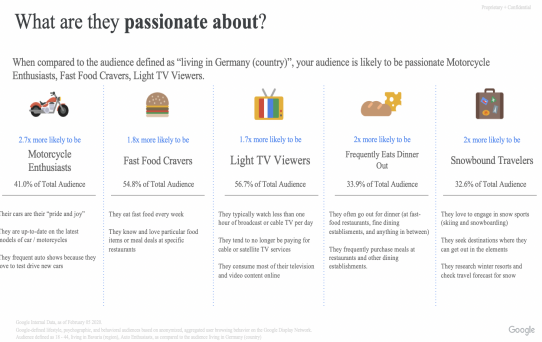 Proprietary + Confidential
What are they passionate about?
When compared to the audience defined as “living in Germany (country)”, your audience is likely to be passionate Motorcycle
Enthusiasts, Fast Food Cravers, Light TV Viewers.
2.7x more likely to be
Motorcycle
Enthusiasts
41.0% of Total Audience
Their cars are their “pride and joy”
They are up-to-date on the latest
models of car / motorcycles
They frequent auto shows because they
love to test drive new cars
1.8x more likely to be
Fast Food Cravers
54.8% of Total Audience
They eat fast food every week
They know and love particular food
items or meal deals at specific
restaurants
1.7x more likely to be
Light TV Viewers
56.7% of Total Audience
They typically watch less than one
hour of broadcast or cable TV per day
They tend to no longer be paying for
cable or satellite TV services
They consume most of their television
and video content online
2x more likely to be
Frequently Eats Dinner
Out
33.9% of Total Audience
They often go out for dinner (at fast-
food restaurants, fine dining
establishments, and anything in between)
They frequently purchase meals at
restaurants and other dining
establishments.
2x more likely to be
Snowbound Travelers
32.6% of Total Audience
They love to engage in snow sports
(skiing and snowboarding)
They seek destinations where they
can get out in the elements
They research winter resorts and
check travel forecast for snow
Google Internal Data, as of February
Google-defined lifestyle, psychographic, and behavioral audiences based on anonymized, aggregated and browsing behavior on the Google Display Network.
Audience defined as 18 - living in Bavaria (region), Auto Enthusiasts, as compared to the audience living in Germany (country)
Google